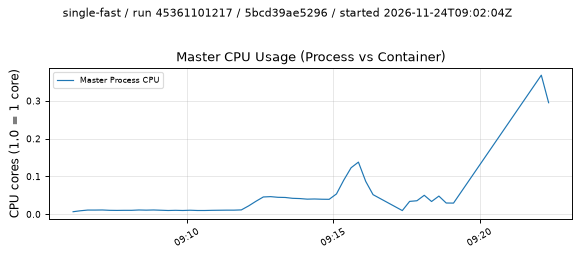 single-fast / run 45361101217 / 5bcd39ae5296 / started 2026-11-24T09:02:04Z
Master CPU Usage (Process vs Container)
Master Process CPU
CPU cores (1.0 = 1 core)
0.3
0.2
0.1
0.0
09:10
09:15
09:20